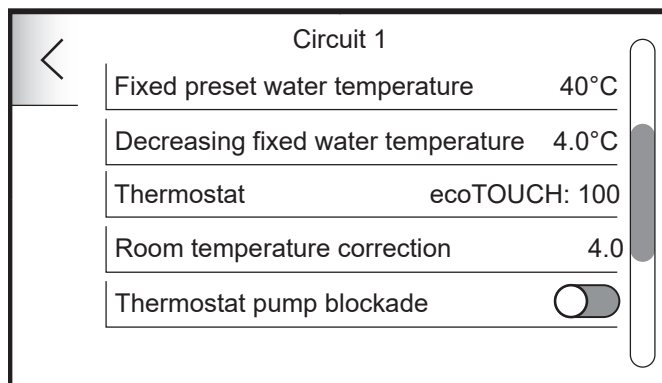 Circuit 1
Fixed preset water temperature 40°C
Decreasing fixed water temperature 4.0°C
Thermostat ecoTOUCH: 100
Room temperature correction 4.0
Thermostat pump blockade